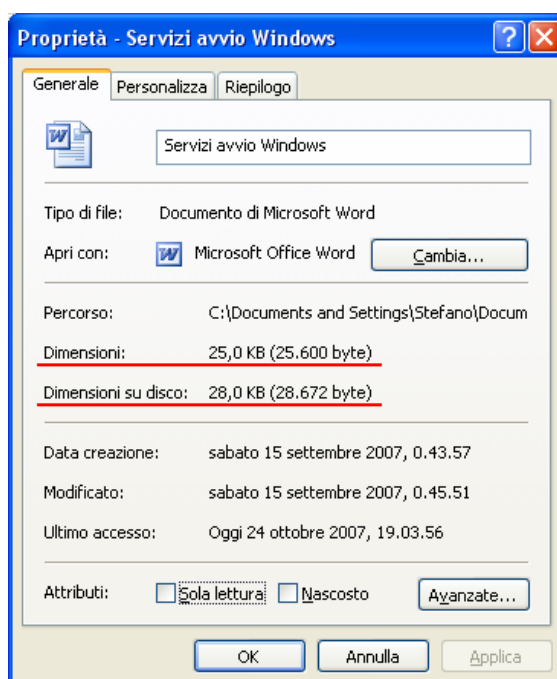 Proprietà - Servizi avvio Windows
Generale Personalizza Riepilogo
Servizi avvio Windows
Tipo di file: Documento di Microsoft Word
Apri con: Microsoft Office Word Cambia...
Percorso: C:\Documents and Settings\Stefano\Docum
Dimensioni: 25,0 KB (25.600 byte)
Dimensioni su disco: 28,0 KB (28.672 byte)
Data creazione: sabato 15 settembre 2007, 0.43.57
Modificato: sabato 15 settembre 2007, 0.45.51
Ultimo accesso: Oggi 24 ottobre 2007, 19.03.56
Attributi: Sola lettura Nascosto Avanzate...
OK Annulla Applica